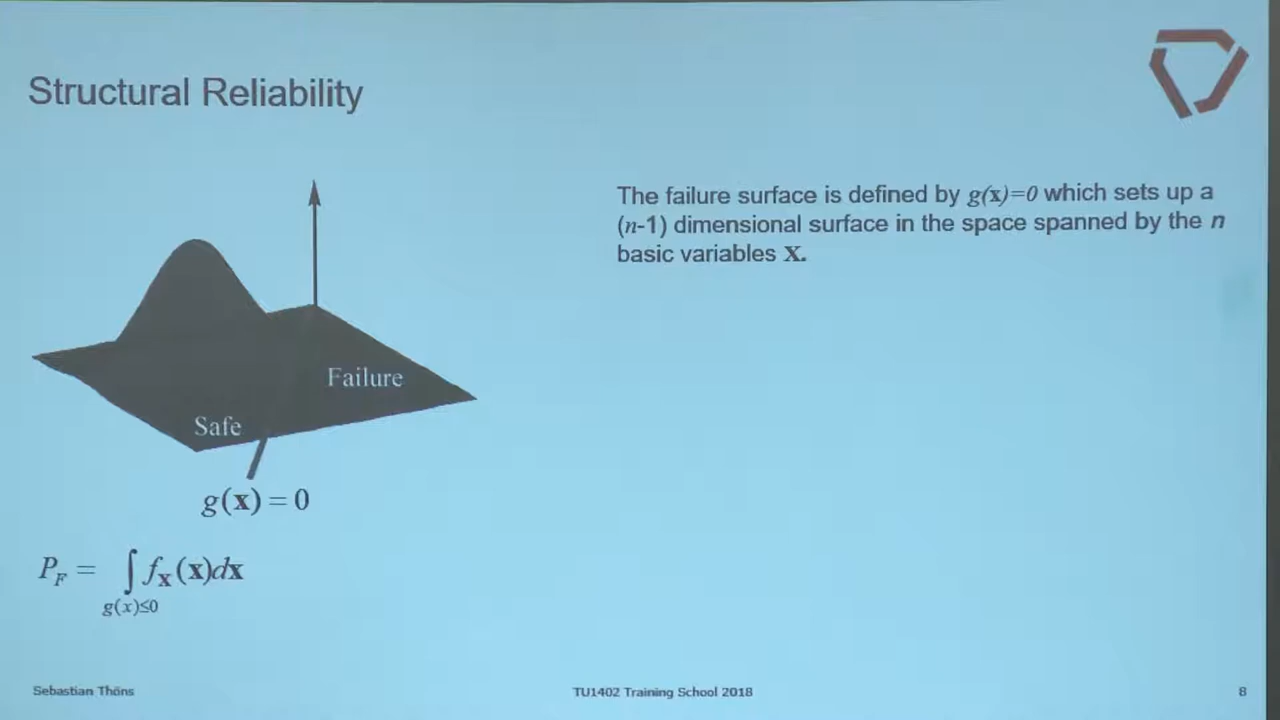 Structural Reliability
The failure surface is defined by g(x)=0 which sets up a
(n-1) dimensional surface in the space spanned by the n
basic variables X.
Failure
Safe
g(x) = 0
P_F = ∫ f_X(x)dx
g(x)≤0
Sebastian Thöns
TU1402 Training School 2018
8